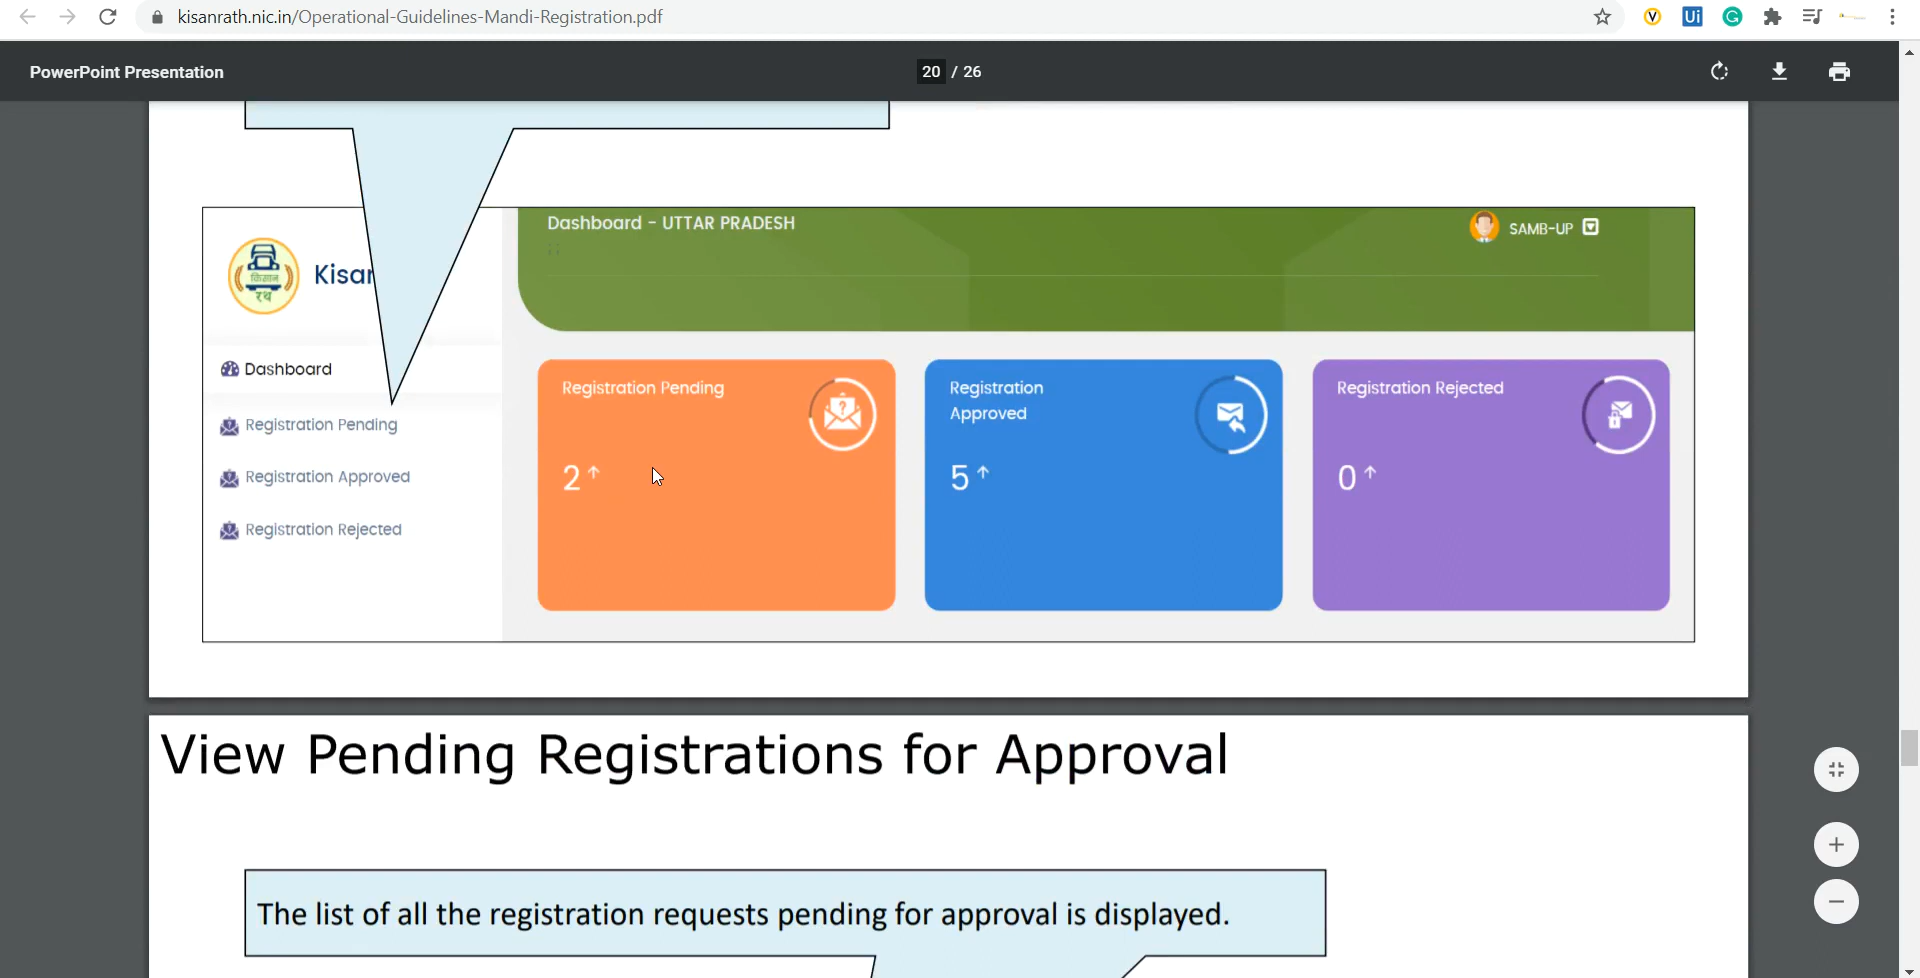 kisanrath.nic.in/Operational-Guidelines-Mandi-Registration.pdf
PowerPoint Presentation
20 / 26
Dashboard - UTTAR PRADESH
SAMB-UP
किसान
रथ
Kisan
Dashboard
Registration Pending
Registration Approved
Registration Rejected
Registration Pending
2
Registration
Approved
5
Registration Rejected
0
View Pending Registrations for Approval
The list of all the registration requests pending for approval is displayed.